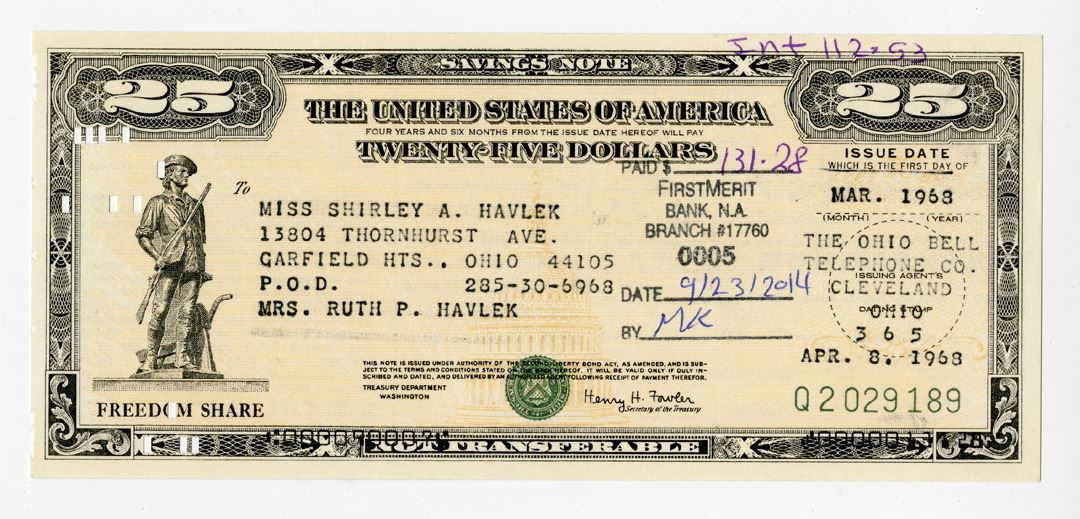 Int 112.53
SAVINGS NOTE
25 25
THE UNITED STATES OF AMERICA
FOUR YEARS AND SIX MONTHS FROM THE ISSUE DATE HEREOF WILL PAY
TWENTY-FIVE DOLLARS
PAID $ 131.28
FIRSTMERIT
BANK, N.A.
BRANCH #17760
0005
DATE 9/23/2014
BY MK
ISSUE DATE
WHICH IS THE FIRST DAY OF
MAR. 1968
(MONTH) (YEAR)
To
MISS SHIRLEY A. HAVLEK
13804 THORNHURST AVE.
GARFIELD HTS., OHIO 44105
P.O.D. 285-30-6968
MRS. RUTH P. HAVLEK
THE OHIO BELL
TELEPHONE CO.
ISSUING AGENT'S
CLEVELAND
DATING STAMP
OHIO
365
APR. 8. 1968
THIS NOTE IS ISSUED UNDER AUTHORITY OF THE SECOND LIBERTY BOND ACT, AS AMENDED, AND IS SUB-
JECT TO THE TERMS AND CONDITIONS STATED ON THE BACK HEREOF. IT WILL BE VALID ONLY IF DULY IN-
SCRIBED AND DATED, AND DELIVERED BY AN AUTHORIZED AGENT FOLLOWING RECEIPT OF PAYMENT THEREFOR.
TREASURY DEPARTMENT
WASHINGTON
Henry H. Fowler
Secretary of the Treasury
Q2029189
FREEDOM SHARE
NOT TRANSFERABLE